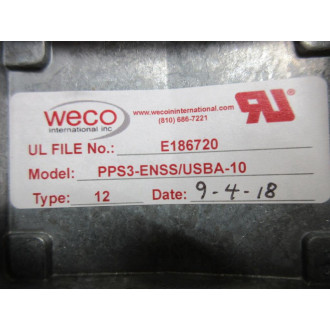 weco
international inc
www.wecointernational.com
(810) 686-7221
UL FILE No.: E186720
Model: PPS3-ENSS/USBA-10
Type: 12 Date: 9-4-18